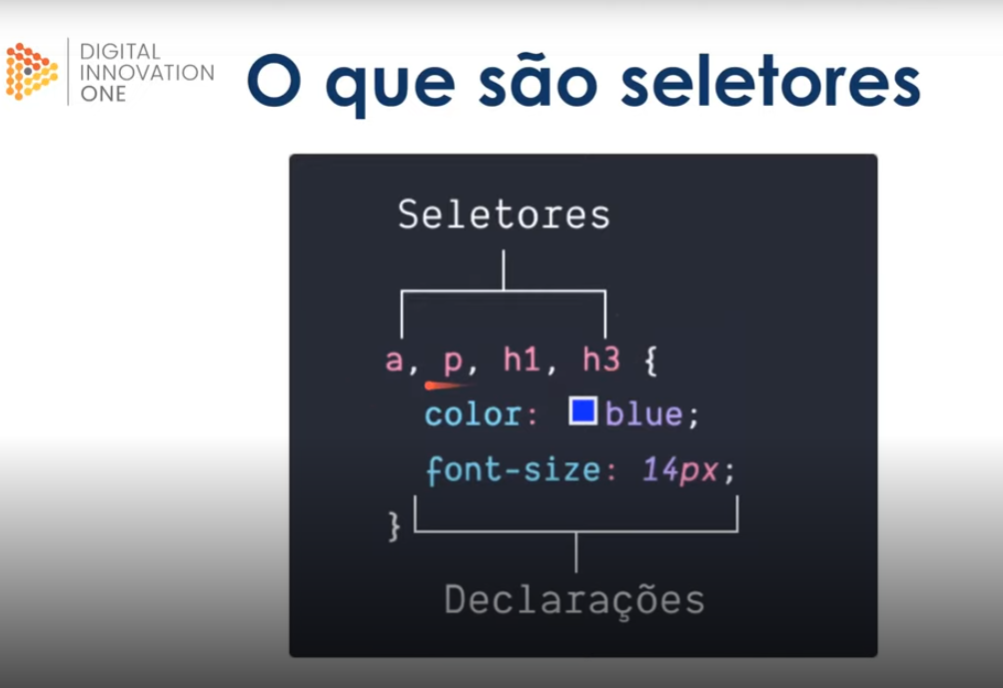 DIGITAL
INNOVATION
ONE
O que são seletores
Seletores
a, p, h1, h3 {
color: blue;
font-size: 14px;
}
Declarações